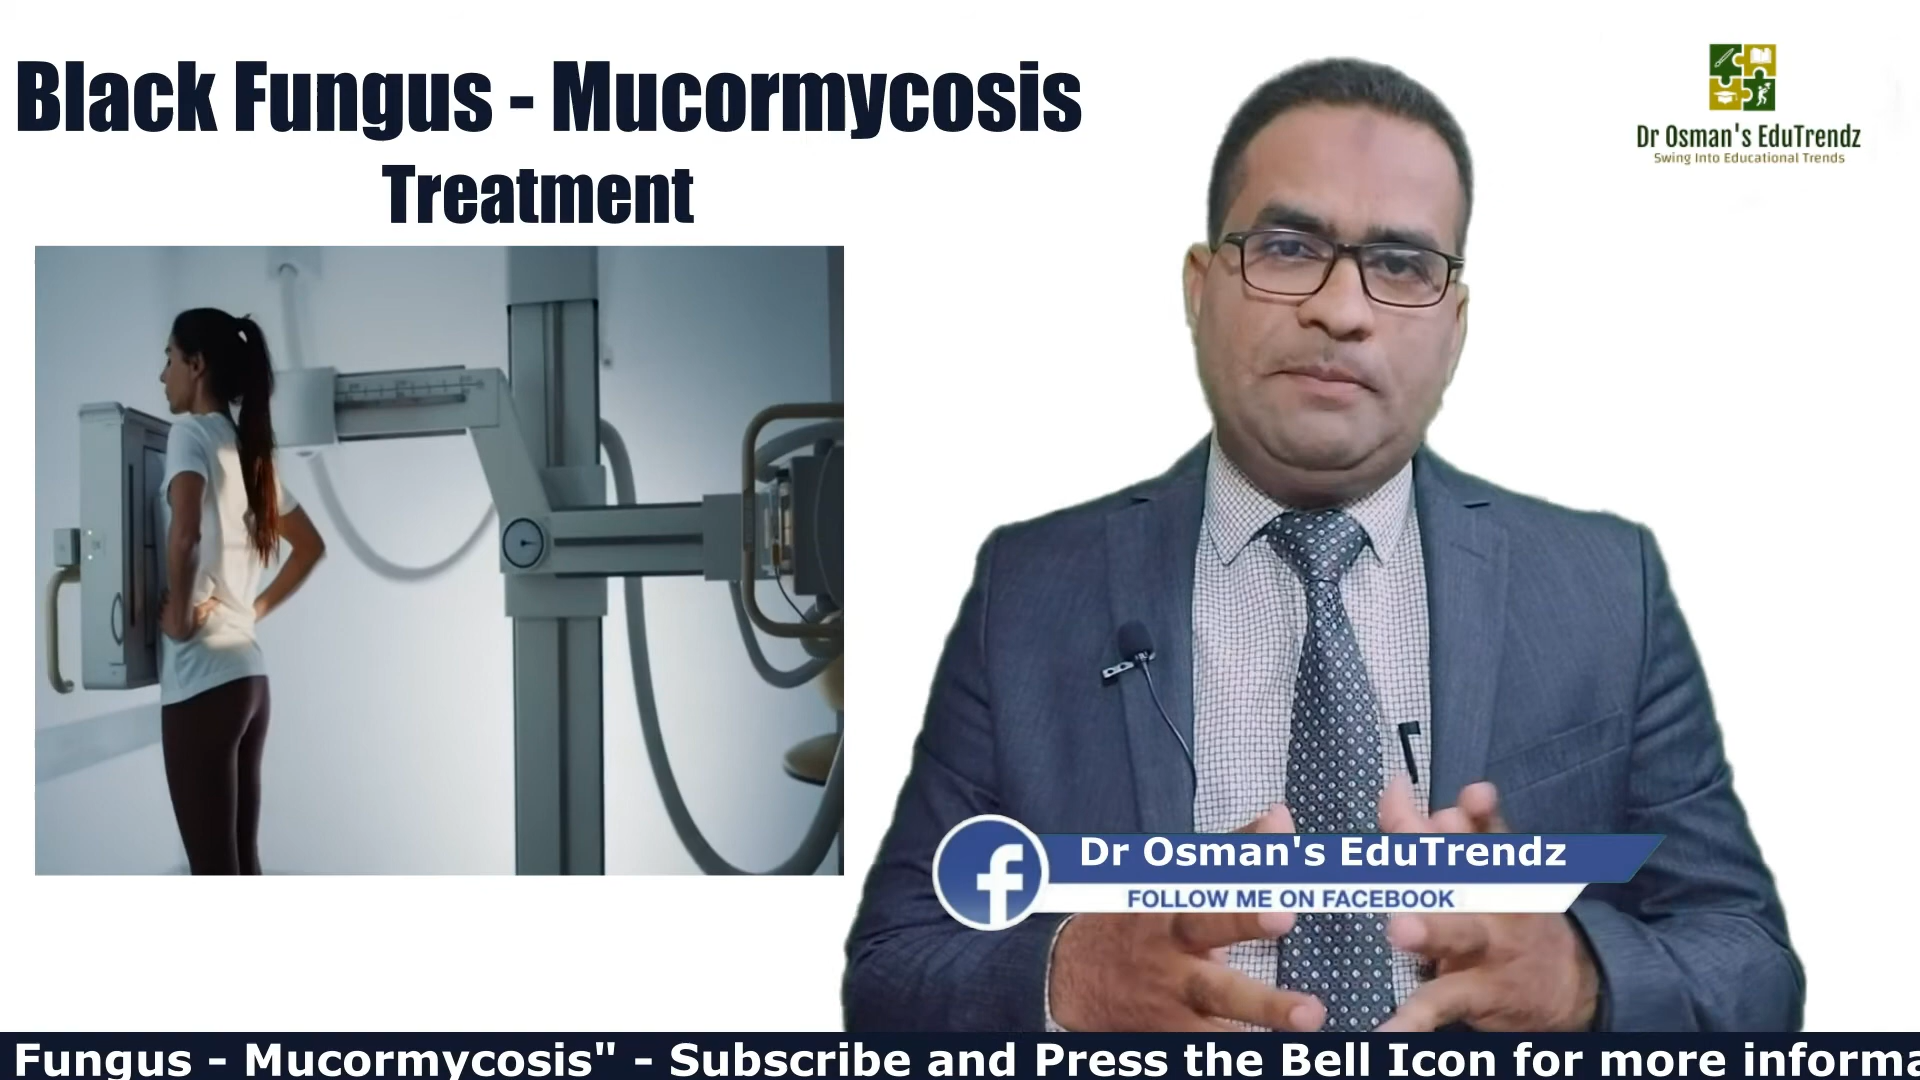 Black Fungus - Mucormycosis
Treatment
Dr Osman's EduTrendz
Swing Into Educational Trends
f
Dr Osman's EduTrendz
FOLLOW ME ON FACEBOOK
Fungus - Mucormycosis" - Subscribe and Press the Bell Icon for more informa